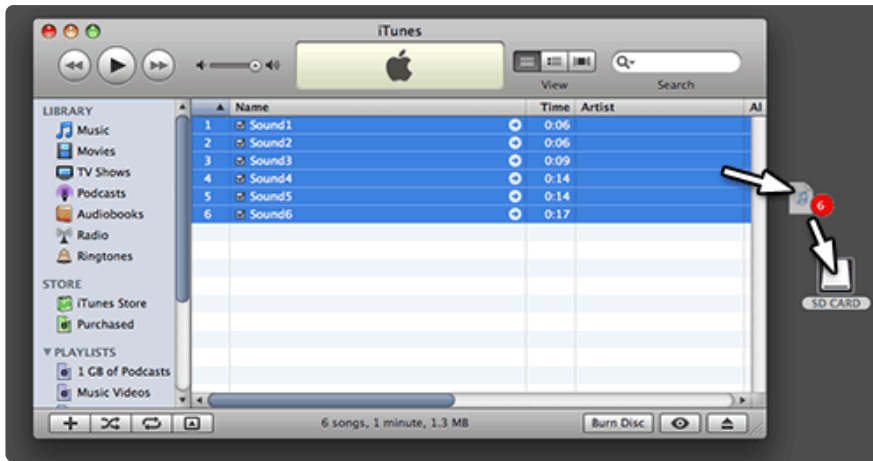 iTunes
View
Search
LIBRARY
Music
Movies
TV Shows
Podcasts
Audiobooks
Radio
Ringtones
STORE
iTunes Store
Purchased
PLAYLISTS
1 GB of Podcasts
Music Videos
Name Time Artist Al
1 Sound1 0:06
2 Sound2 0:06
3 Sound3 0:09
4 Sound4 0:14
5 Sound5 0:14
6 Sound6 0:17
6
SD CARD
6 songs, 1 minute, 1.3 MB
Burn Disc